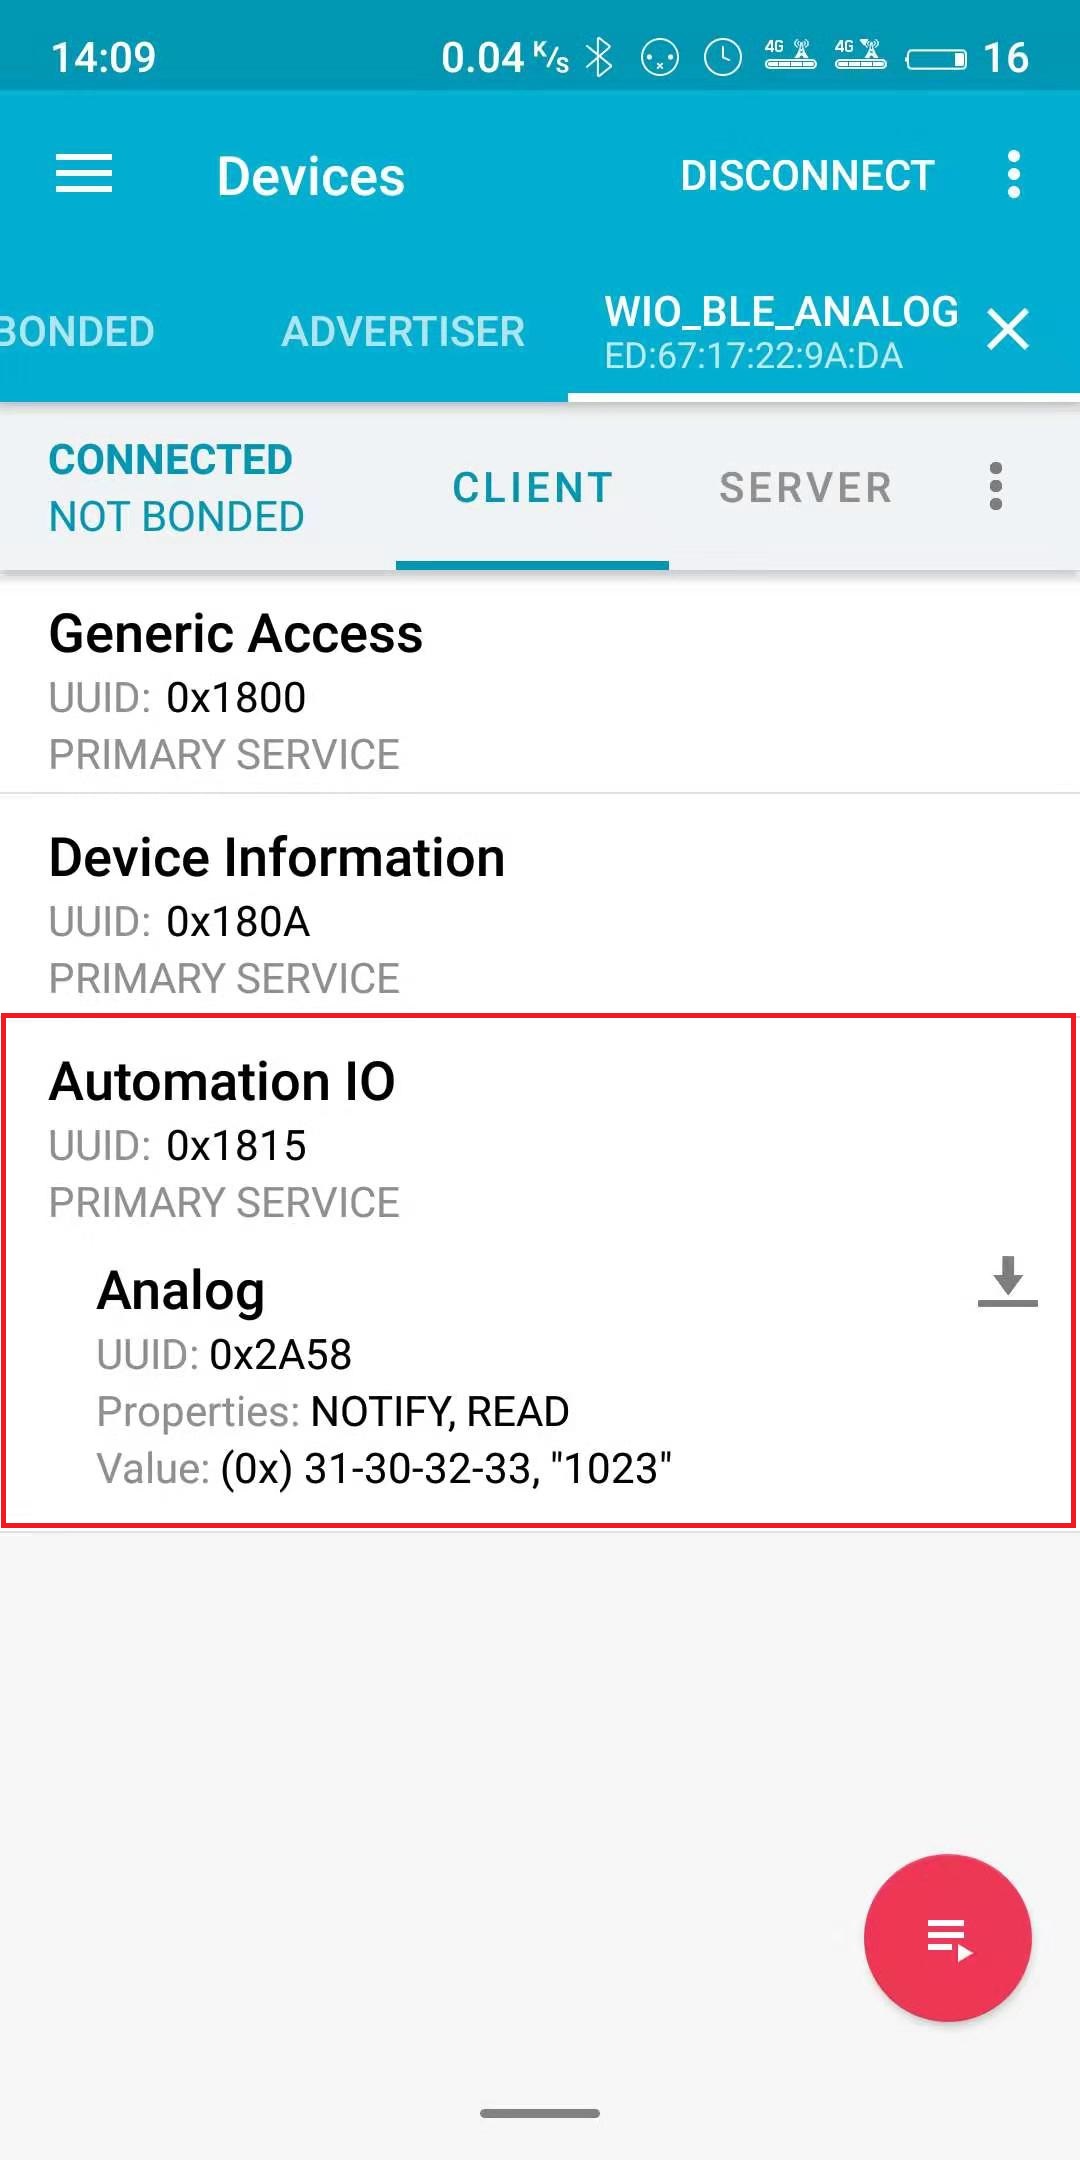 14:09
0.04 K/s
4G
4G
16
Devices
DISCONNECT
BONDED
ADVERTISER
WIO_BLE_ANALOG
ED:67:17:22:9A:DA
CONNECTED
NOT BONDED
CLIENT
SERVER
Generic Access
UUID: 0x1800
PRIMARY SERVICE
Device Information
UUID: 0x180A
PRIMARY SERVICE
Automation IO
UUID: 0x1815
PRIMARY SERVICE
Analog
UUID: 0x2A58
Properties: NOTIFY, READ
Value: (0x) 31-30-32-33, "1023"